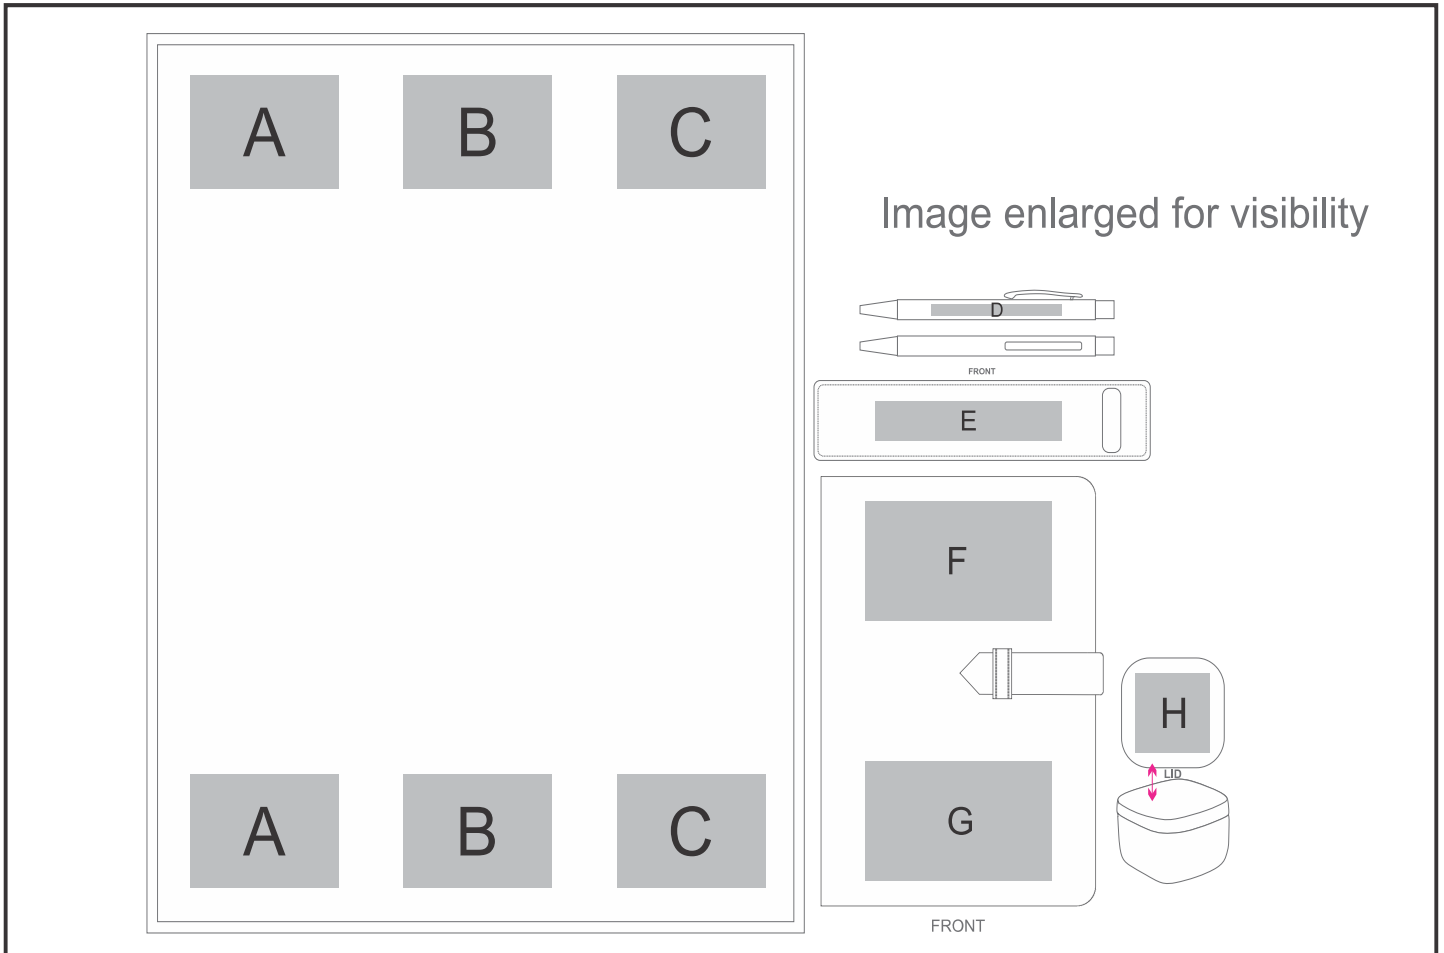 A B C
Image enlarged for visibility
D
FRONT
E
F
H
LID
A B C
G
FRONT